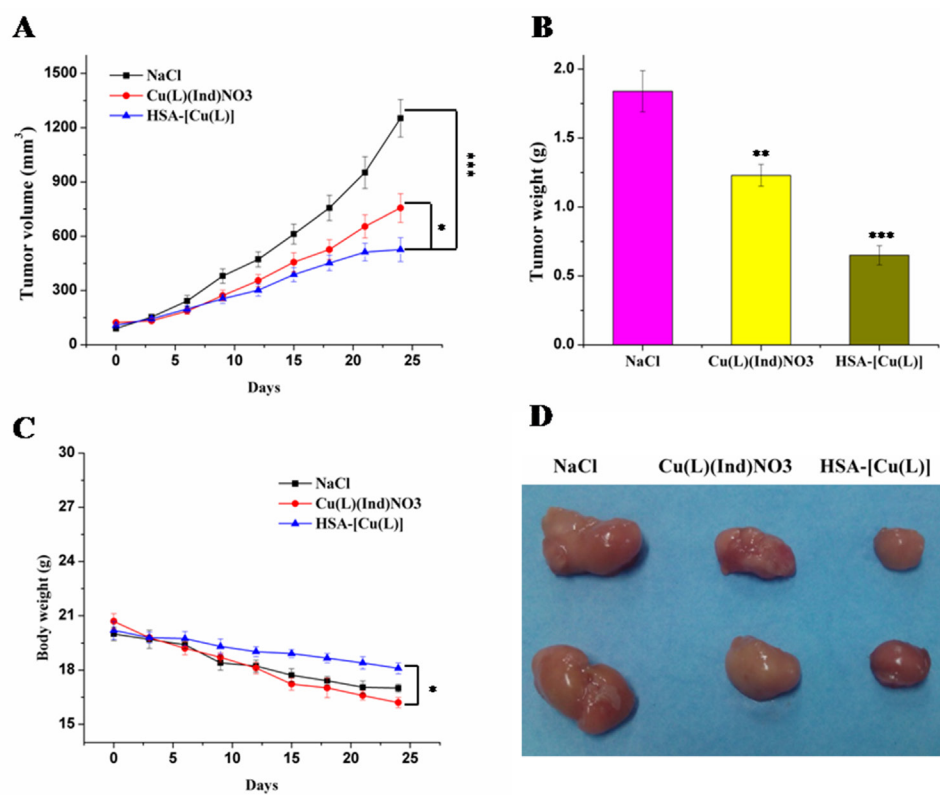 A
NaCl
Cu(L)(Ind)NO3
HSA-[Cu(L)]
Tumor volume (mm3)
1500
1200
900
600
300
0
***
*
0 5 10 15 20 25
Days
B
Tumor weight (g)
2.0
1.5
1.0
0.5
0.0
**
***
NaCl Cu(L)(Ind)NO3 HSA-[Cu(L)]
C
NaCl
Cu(L)(Ind)NO3
HSA-[Cu(L)]
Body weight (g)
30
27
24
21
18
15
*
0 5 10 15 20 25
Days
D
NaCl Cu(L)(Ind)NO3 HSA-[Cu(L)]